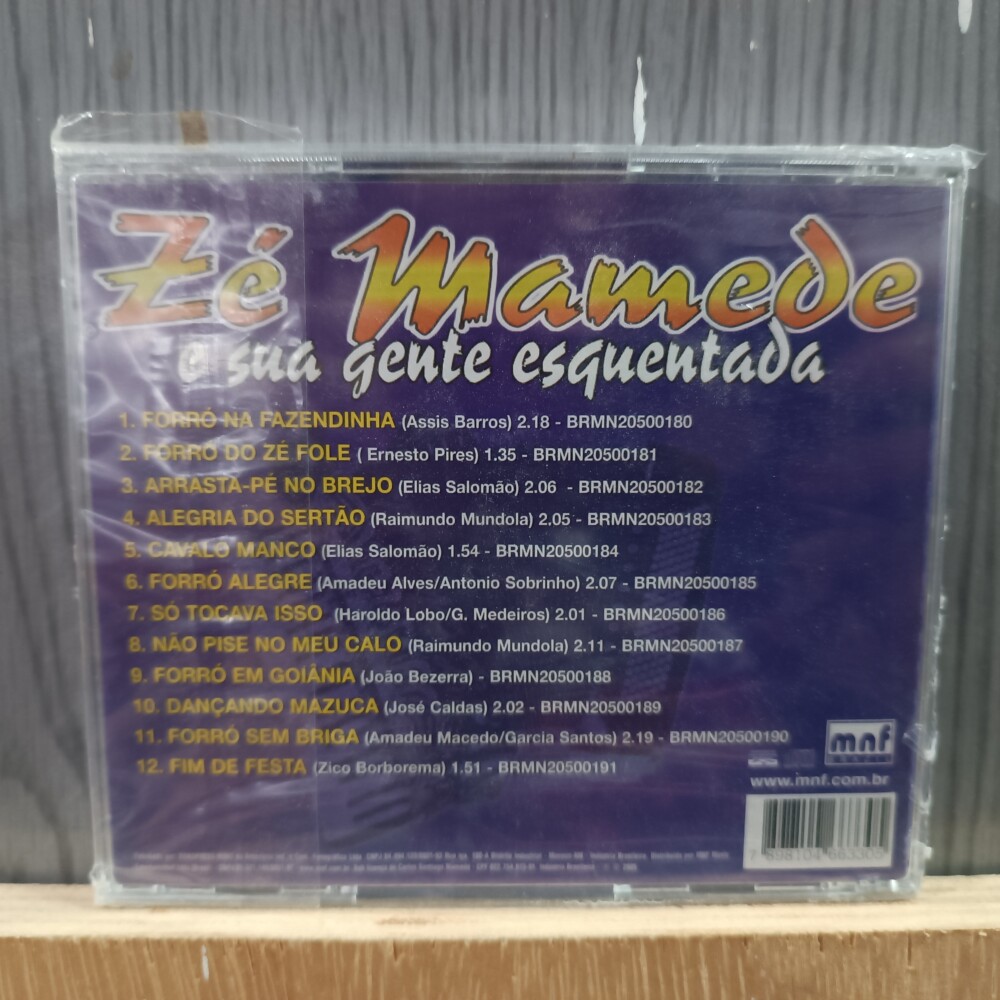 Zé Mamede
e sua gente esquentada
1. FORRÓ NA FAZENDINHA (Assis Barros) 2.18 - BRMN20500180
2. FORRÓ DO ZÉ FOLE ( Ernesto Pires) 1.35 - BRMN20500181
3. ARRASTA-PÉ NO BREJO (Elias Salomão) 2.06 - BRMN20500182
4. ALEGRIA DO SERTÃO (Raimundo Mundola) 2.05 - BRMN20500183
5. CAVALO MANCO (Elias Salomão) 1.54 - BRMN20500184
6. FORRÓ ALEGRE (Amadeu Alves/Antonio Sobrinho) 2.07 - BRMN20500185
7. SÓ TOCAVA ISSO (Haroldo Lobo/G. Medeiros) 2.01 - BRMN20500186
8. NÃO PISE NO MEU CALO (Raimundo Mundola) 2.11 - BRMN20500187
9. FORRÓ EM GOIÂNIA (João Bezerra) - BRMN20500188
10. DANÇANDO MAZUCA (José Caldas) 2.02 - BRMN20500189
11. FORRÓ SEM BRIGA (Amadeu Macedo/Garcia Santos) 2.19 - BRMN20500190
12. FIM DE FESTA (Zico Borborema) 1.51 - BRMN20500191
mnf
www.mnf.com.br